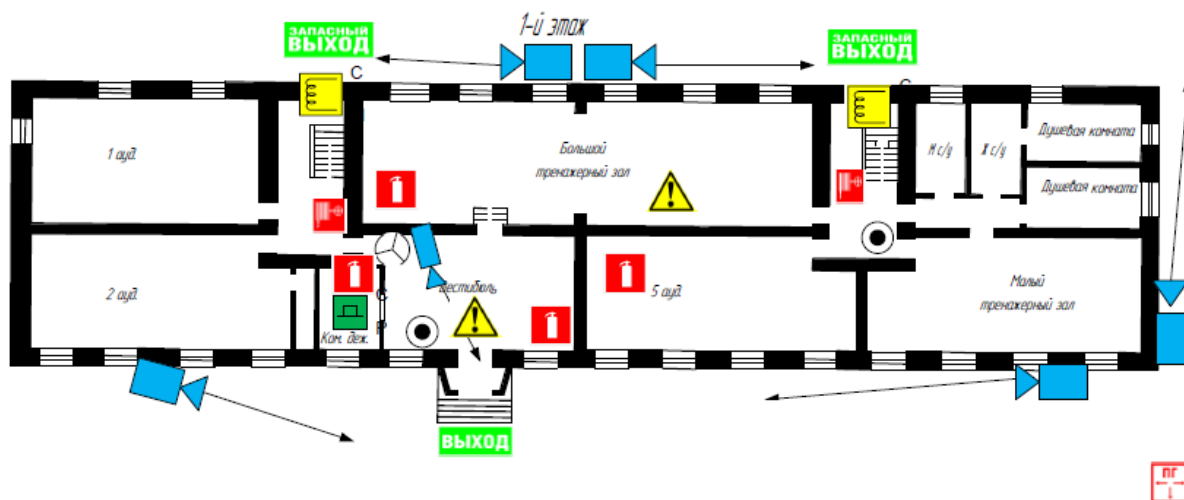 1-й этаж
ЗАПАСНЫЙ
ВЫХОД
ЗАПАСНЫЙ
ВЫХОД
С
С
1 ауд.
Большой
тренажерный зал
М с/у
Ж с/у
Душевая комната
Душевая комната
2 ауд.
Вестибюль
5 ауд.
Малый
тренажерный зал
С
Р
Ком. деж.
ВЫХОД
ПГ